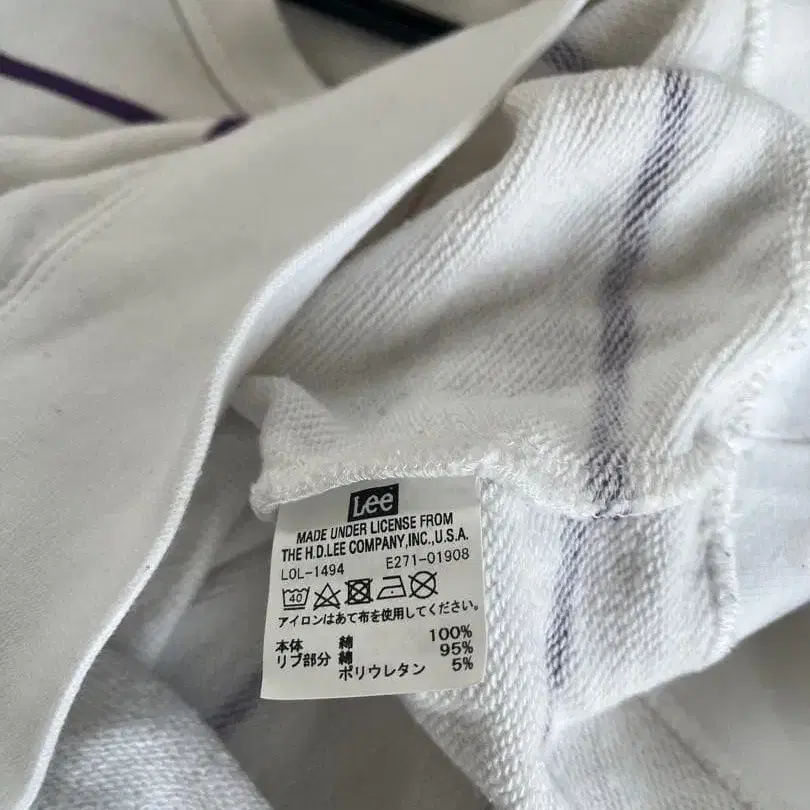 Lee
MADE UNDER LICENSE FROM
THE H.D.LEE COMPANY,INC.,U.S.A.
LOL-1494 E271-01908
40
アイロンはあて布を使用してください。
本体 綿 100%
リブ部分 綿 95%
ポリウレタン 5%